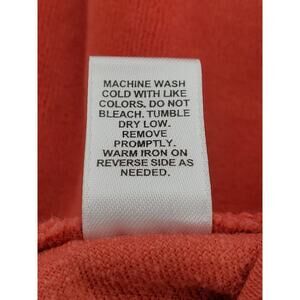 MACHINE WASH
COLD WITH LIKE
COLORS. DO NOT
BLEACH. TUMBLE
DRY LOW.
REMOVE
PROMPTLY.
WARM IRON ON
REVERSE SIDE AS
NEEDED.